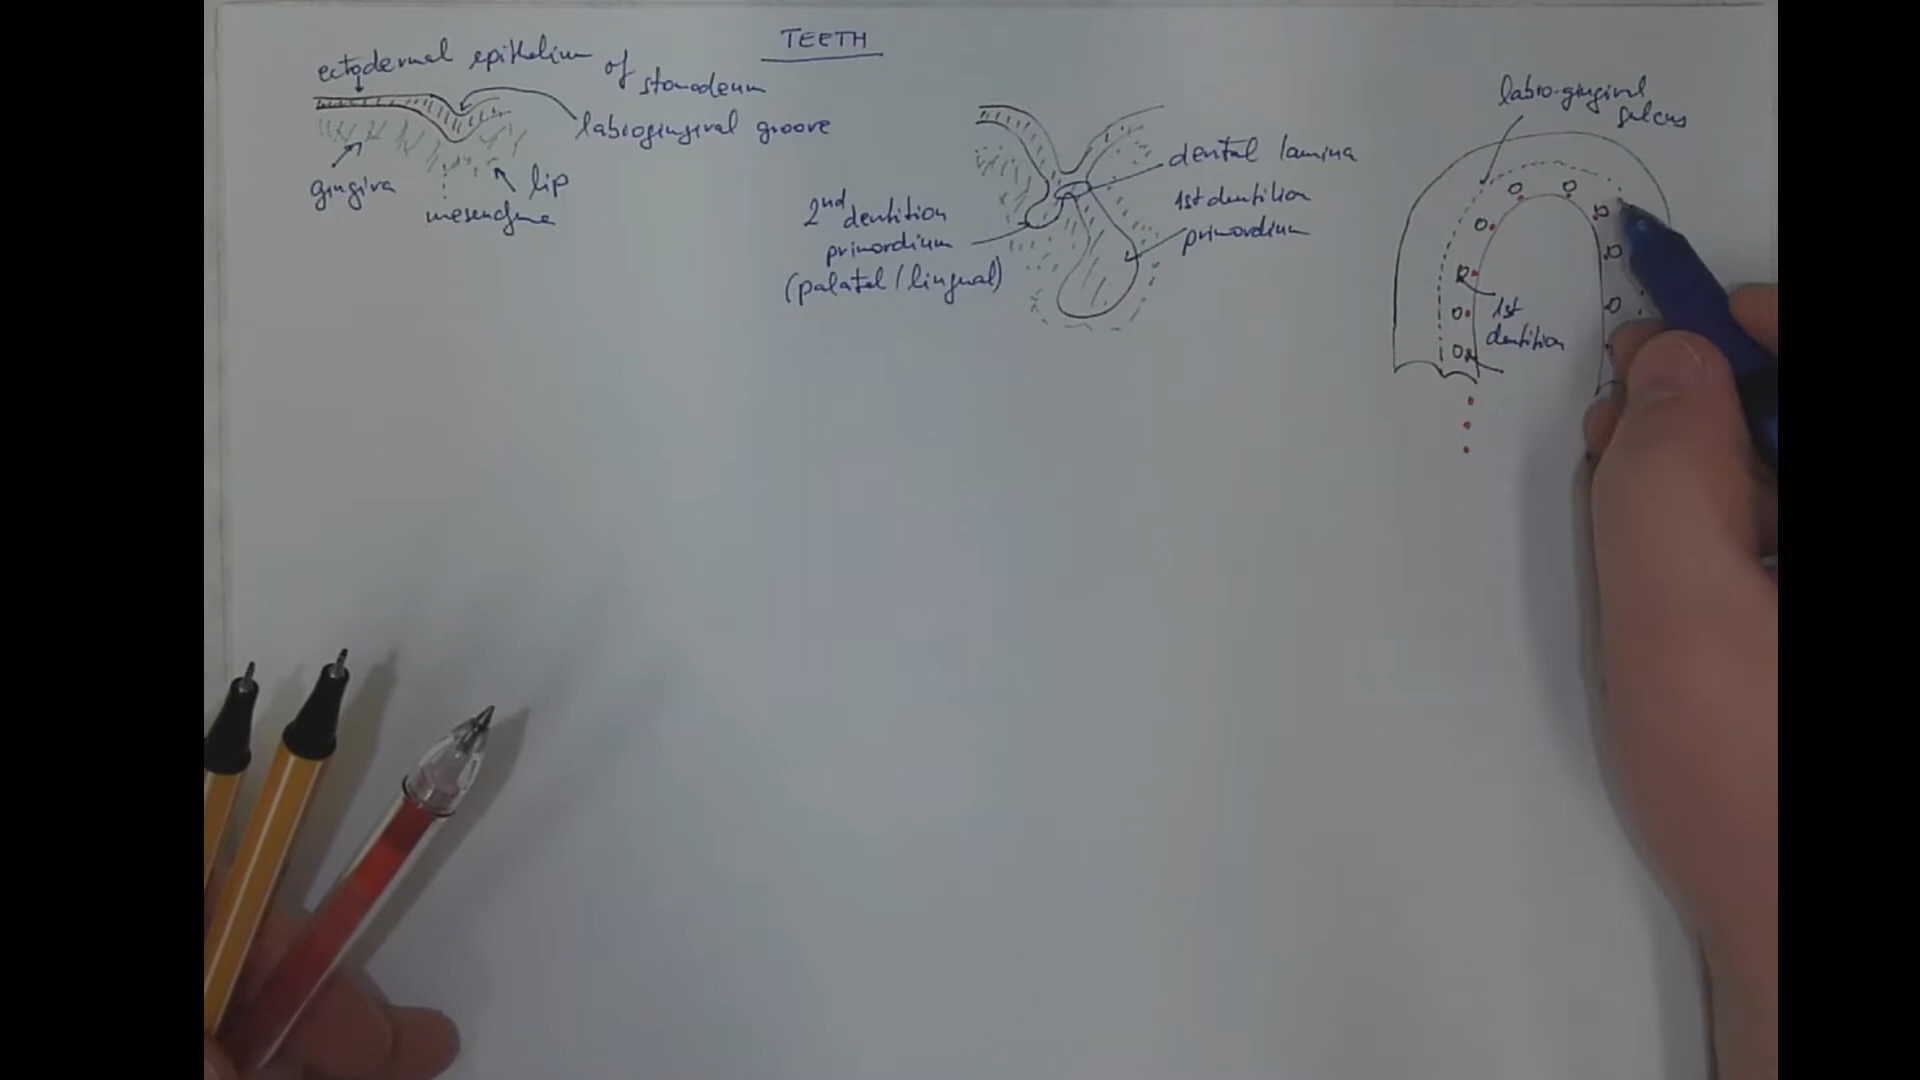 TEETH
ectodermal epithelium of stomodeum
labiogingival groove
gingiva
lip
mesenchyme
dental lamina
2nd dentition
primordium
(palatal / lingual)
1st dentition
primordium
labio-gingival
sulcus
1st
dentition